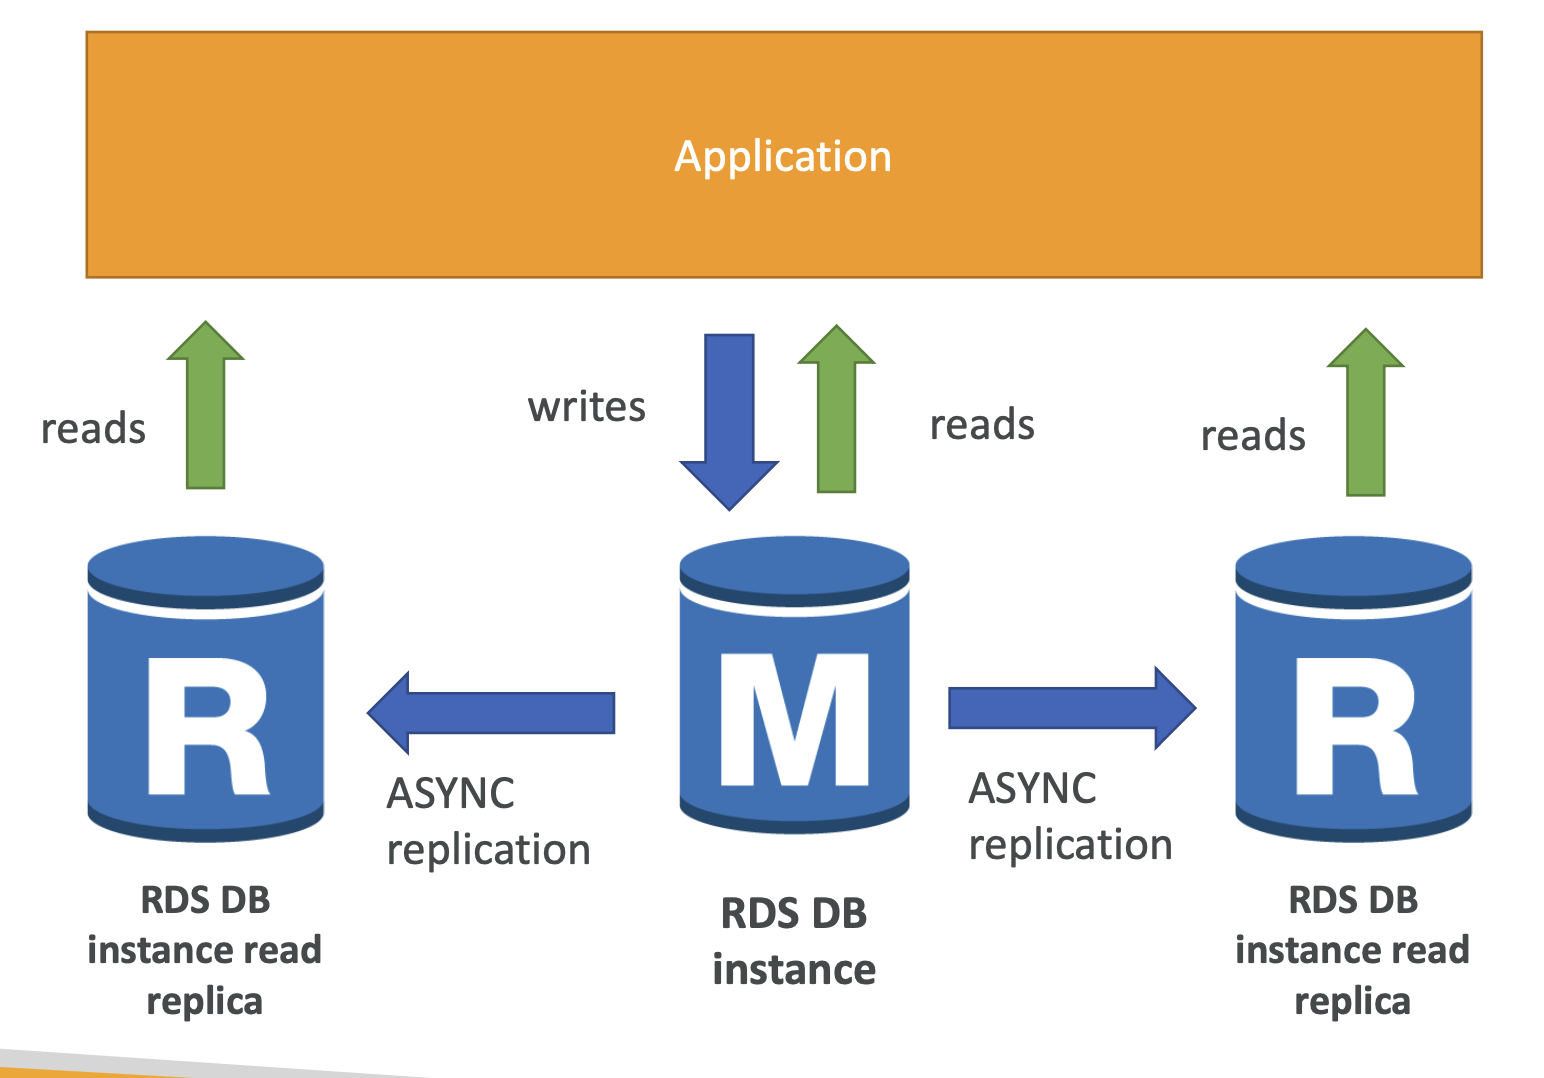 Application
reads
writes
reads
reads
R
M
R
ASYNC
replication
ASYNC
replication
RDS DB
instance read
replica
RDS DB
instance
RDS DB
instance read
replica